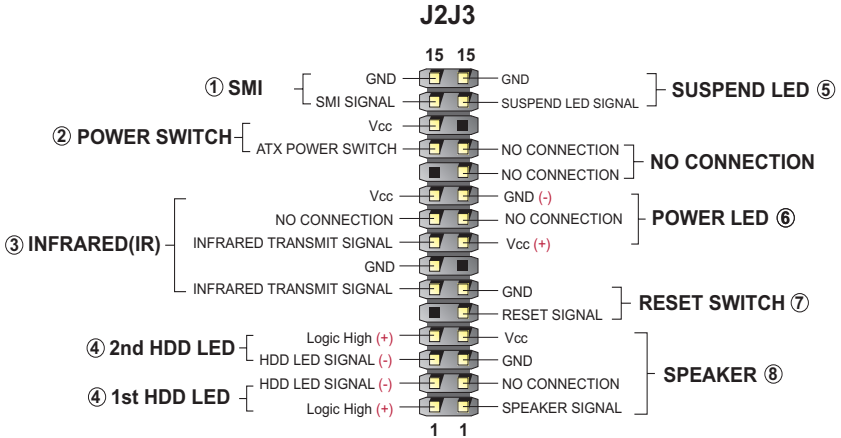 J2J3
15 15
① SMI
GND
SMI SIGNAL
② POWER SWITCH
Vcc
ATX POWER SWITCH
③ INFRARED(IR)
Vcc
NO CONNECTION
INFRARED TRANSMIT SIGNAL
GND
INFRARED TRANSMIT SIGNAL
④ 2nd HDD LED
Logic High (+)
HDD LED SIGNAL (-)
④ 1st HDD LED
HDD LED SIGNAL (-)
Logic High (+)
GND
SUSPEND LED SIGNAL
SUSPEND LED ⑤
NO CONNECTION
NO CONNECTION
NO CONNECTION
GND (-)
NO CONNECTION
Vcc (+)
POWER LED ⑥
GND
RESET SIGNAL
RESET SWITCH ⑦
Vcc
GND
NO CONNECTION
SPEAKER SIGNAL
SPEAKER ⑧
1 1